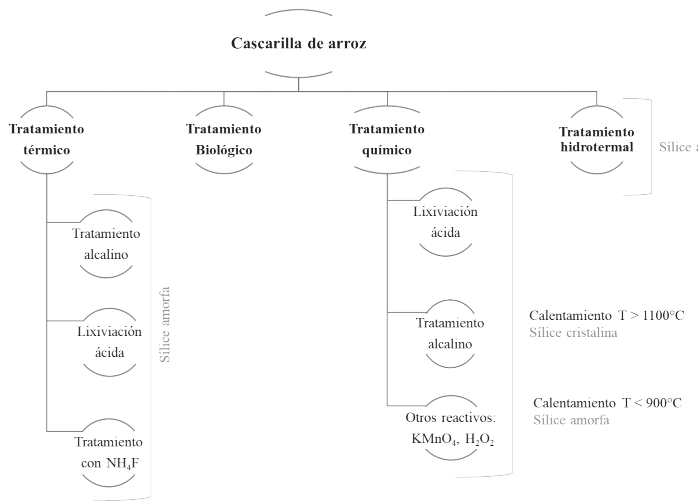 Cascarilla de arroz
Tratamiento
térmico
Tratamiento
Biológico
Tratamiento
químico
Tratamiento
hidrotermal
Sílice
Tratamiento
alcalino
Lixiviación
ácida
Tratamiento
con NH₄F
Sílice amorfa
Lixiviación
ácida
Tratamiento
alcalino
Otros reactivos:
KMnO₄, H₂O₂
Calentamiento T > 1100°C
Sílice cristalina
Calentamiento T < 900°C
Sílice amorfa